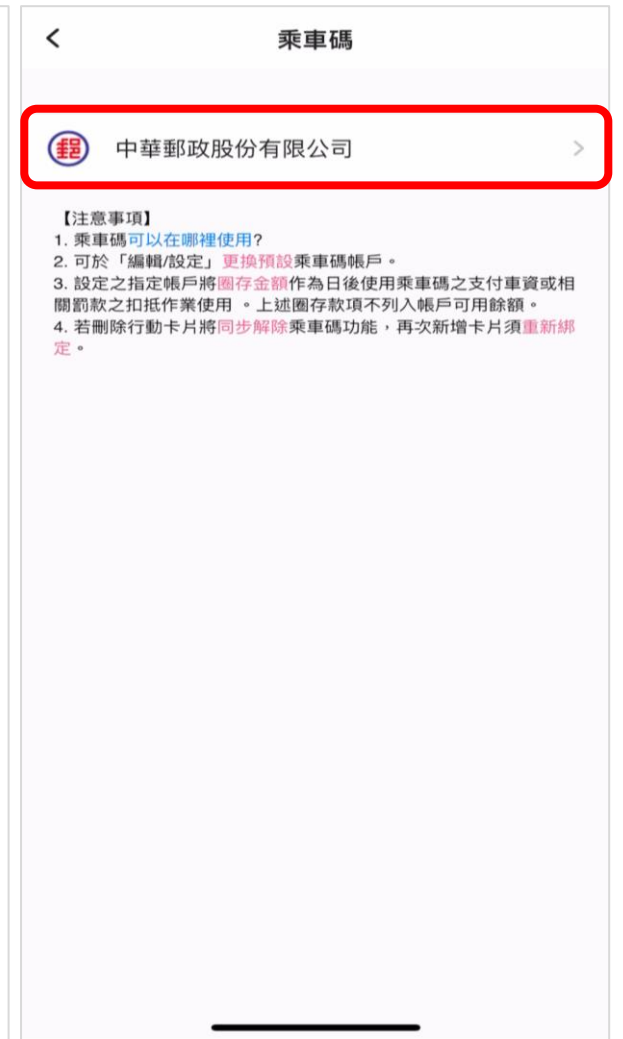 乘車碼
中華郵政股份有限公司
【注意事項】
1. 乘車碼可以在哪裡使用?
2. 可於「編輯/設定」更換預設乘車碼帳戶。
3. 設定之指定帳戶將圈存金額作為日後使用乘車碼之支付車資或相
關罰款之扣抵作業使用 。上述圈存款項不列入帳戶可用餘額。
4. 若刪除行動卡片將同步解除乘車碼功能，再次新增卡片須重新綁
定。